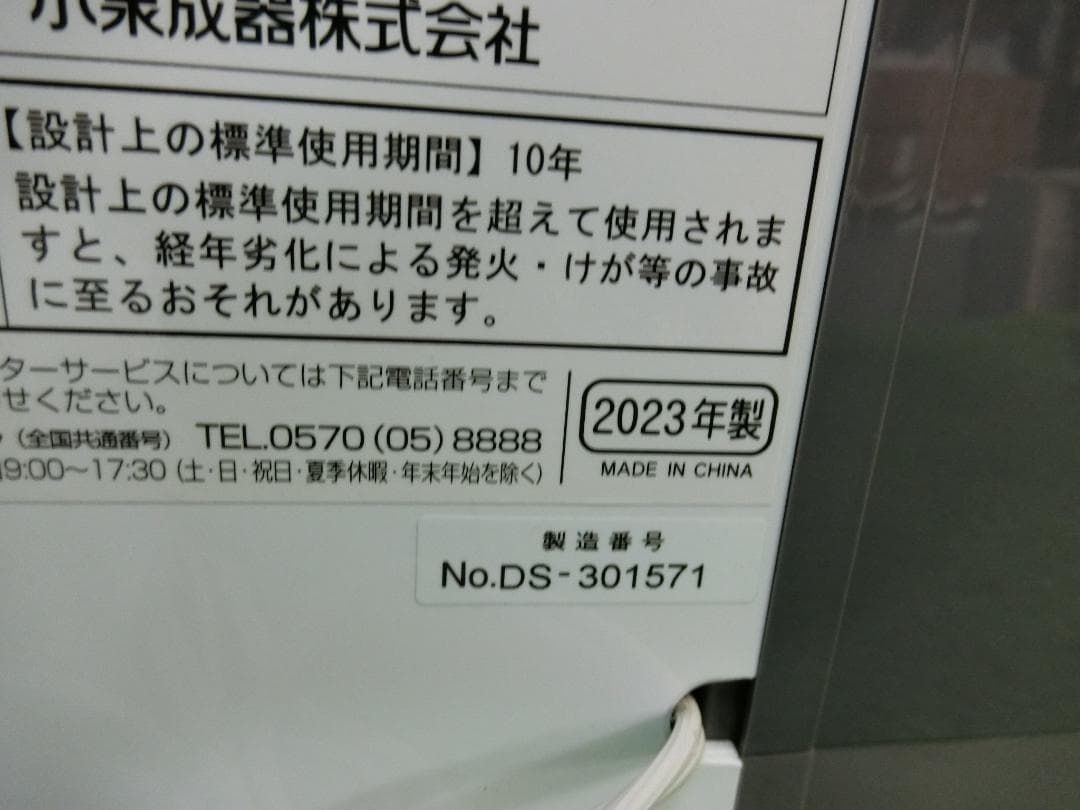 小泉成器株式会社
【設計上の標準使用期間】10年
設計上の標準使用期間を超えて使用されま
すと、経年劣化による発火・けが等の事故
に至るおそれがあります。
ターサービスについては下記電話番号まで
せください。
(全国共通番号) TEL.0570(05)8888
9:00～17:30(土・日・祝日・夏季休暇・年末年始を除く)
2023年製
MADE IN CHINA
製造番号
No.DS-301571